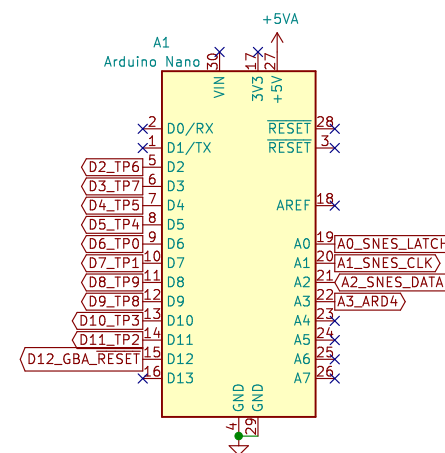 +5VA
A1
Arduino Nano
30 17 27
VIN 3V3 +5V
2 D0/RX RESET 28
1 D1/TX RESET 3
D2_TP6 5 D2
D3_TP7 6 D3
D4_TP5 7 D4 AREF 18
D5_TP4 8 D5
D6_TP0 9 D6 A0 19 A0_SNES_LATCH
D7_TP1 10 D7 A1 20 A1_SNES_CLK
D8_TP9 11 D8 A2 21 A2_SNES_DATA
D9_TP8 12 D9 A3 22 A3_ARD4
D10_TP3 13 D10 A4 23
D11_TP2 14 D11 A5 24
D12_GBA_RESET 15 D12 A6 25
16 D13 A7 26
GND GND
4 29